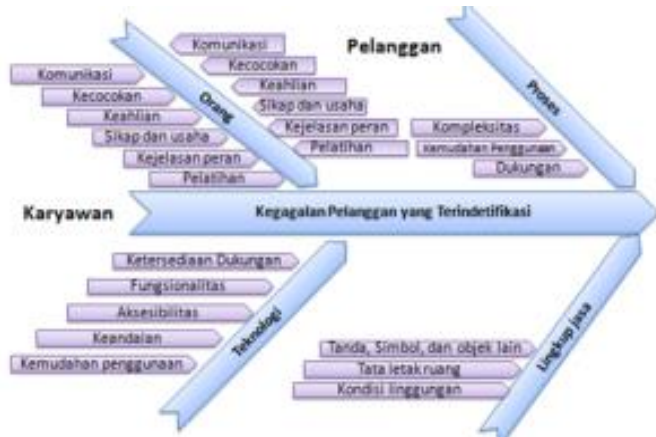 Pelanggan
Komunikasi
Kecocokan
Keahlian
Sikap dan usaha
Kejelasan peran
Pelatihan
Komunikasi
Kecocokan
Keahlian
Sikap dan usaha
Kejelasan peran
Pelatihan
Orang
Proses
Kompleksitas
Kemudahan Penggunaan
Dukungan
Karyawan
Kegagalan Pelanggan yang Terindetifikasi
Ketersediaan Dukungan
Fungsionalitas
Aksesibilitas
Keandalan
Kemudahan penggunaan
Teknologi
Tanda, Simbol, dan objek lain
Tata letak ruang
Kondisi linggungan
Lingkup jasa